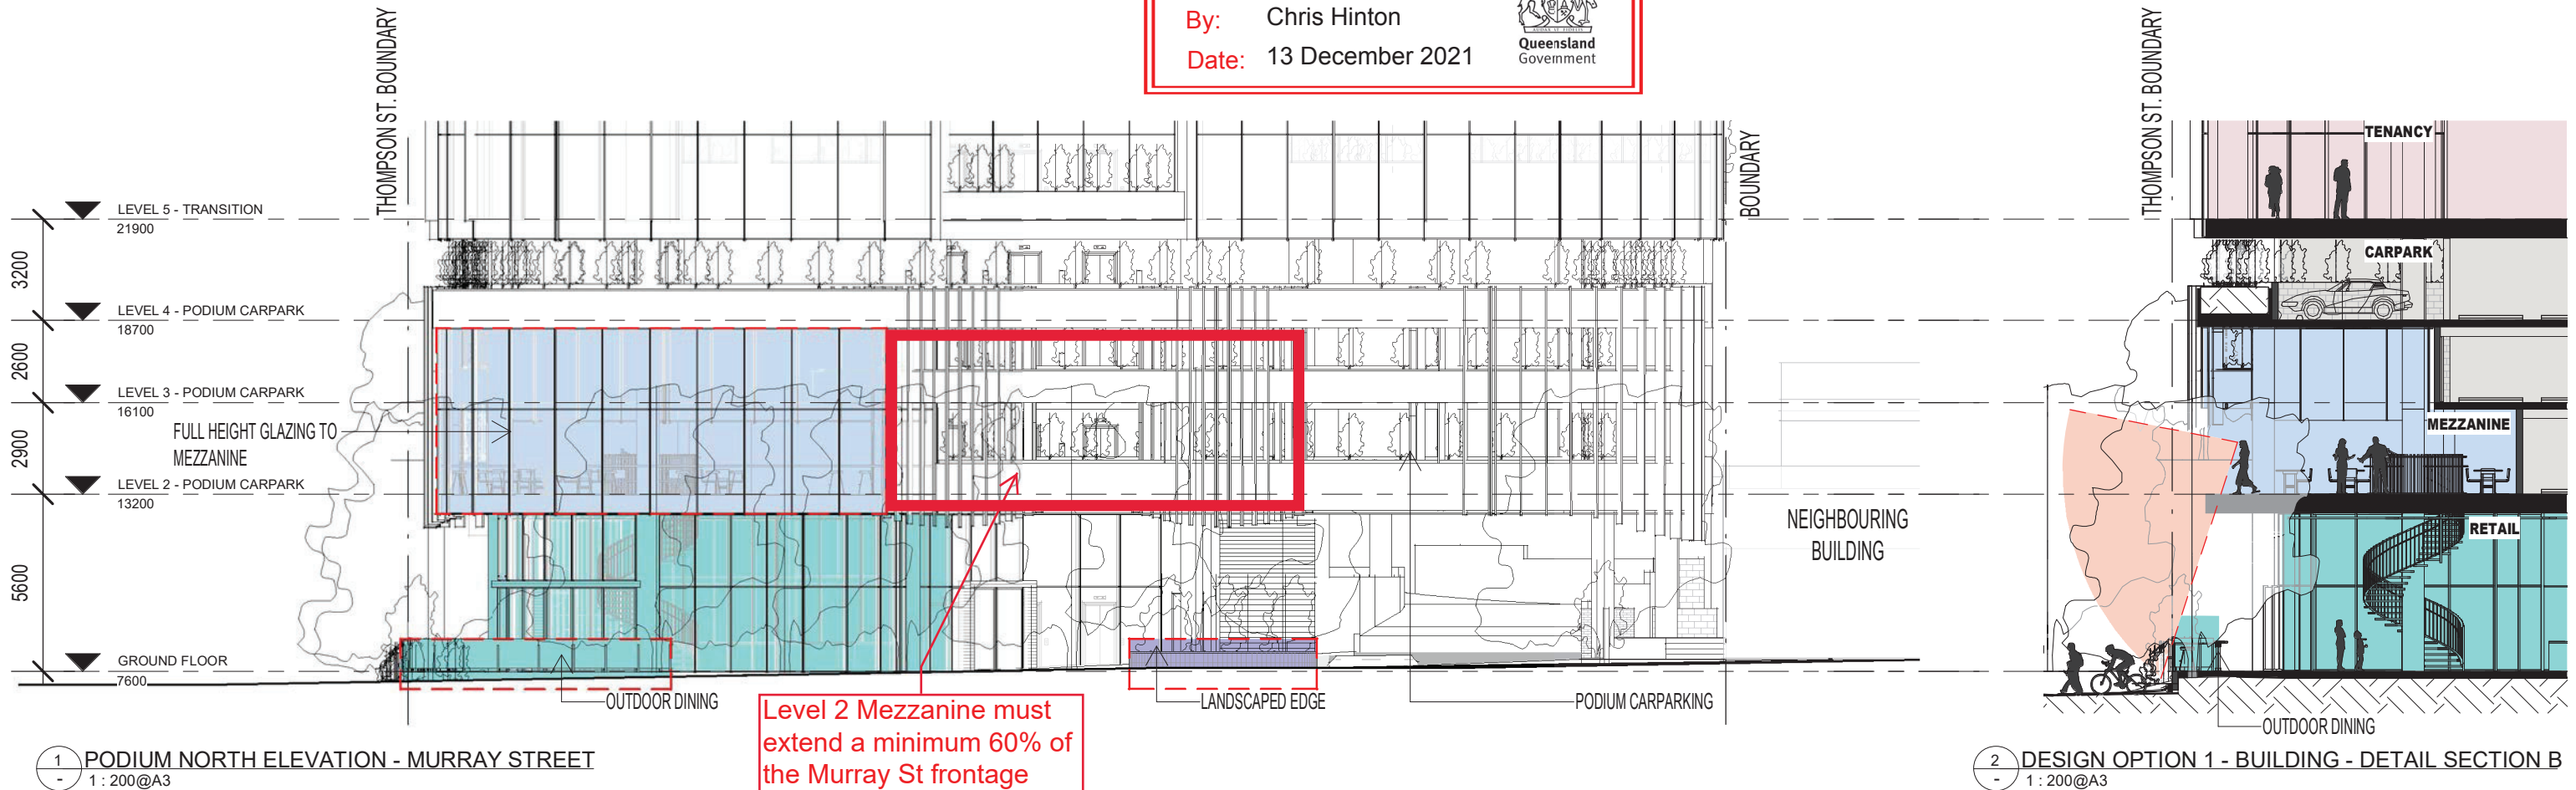 By: Chris Hinton
Date: 13 December 2021
Queensland
Government
THOMPSON ST. BOUNDARY
BOUNDARY
LEVEL 5 - TRANSITION
21900
3200
LEVEL 4 - PODIUM CARPARK
18700
2600
LEVEL 3 - PODIUM CARPARK
16100
FULL HEIGHT GLAZING TO
MEZZANINE
2900
LEVEL 2 - PODIUM CARPARK
13200
5600
GROUND FLOOR
7600
NEIGHBOURING
BUILDING
OUTDOOR DINING
LANDSCAPED EDGE
PODIUM CARPARKING
Level 2 Mezzanine must
extend a minimum 60% of
the Murray St frontage
1
-
PODIUM NORTH ELEVATION - MURRAY STREET
1 : 200@A3
THOMPSON ST. BOUNDARY
TENANCY
CARPARK
MEZZANINE
RETAIL
OUTDOOR DINING
2
-
DESIGN OPTION 1 - BUILDING - DETAIL SECTION B
1 : 200@A3